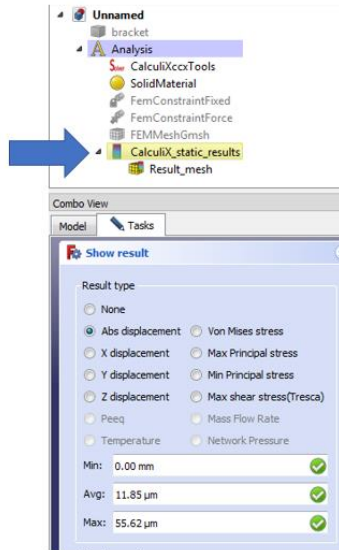 Unnamed
bracket
Analysis
CalculiXccxTools
SolidMaterial
FemConstraintFixed
FemConstraintForce
FEMMeshGmsh
CalculiX_static_results
Result_mesh
Combo View
Model Tasks
Show result
Result type
None
Abs displacement Von Mises stress
X displacement Max Principal stress
Y displacement Min Principal stress
Z displacement Max shear stress(Tresca)
Peeq Mass Flow Rate
Temperature Network Pressure
Min: 0.00 mm
Avg: 11.85 µm
Max: 55.62 µm